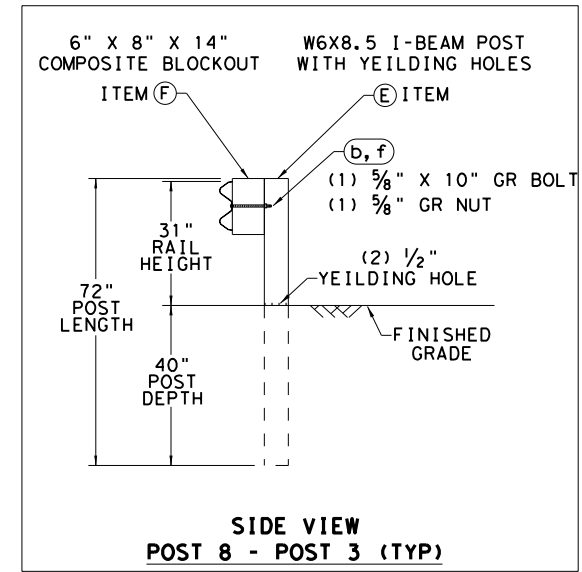 6" X 8" X 14"
COMPOSITE BLOCKOUT
ITEM F
W6X8.5 I-BEAM POST
WITH YEILDING HOLES
E ITEM
b, f
(1) 5/8" X 10" GR BOLT
(1) 5/8" GR NUT
31"
RAIL
HEIGHT
(2) 1/2"
YEILDING HOLE
72"
POST
LENGTH
FINISHED
GRADE
40"
POST
DEPTH
SIDE VIEW
POST 8 - POST 3 (TYP)